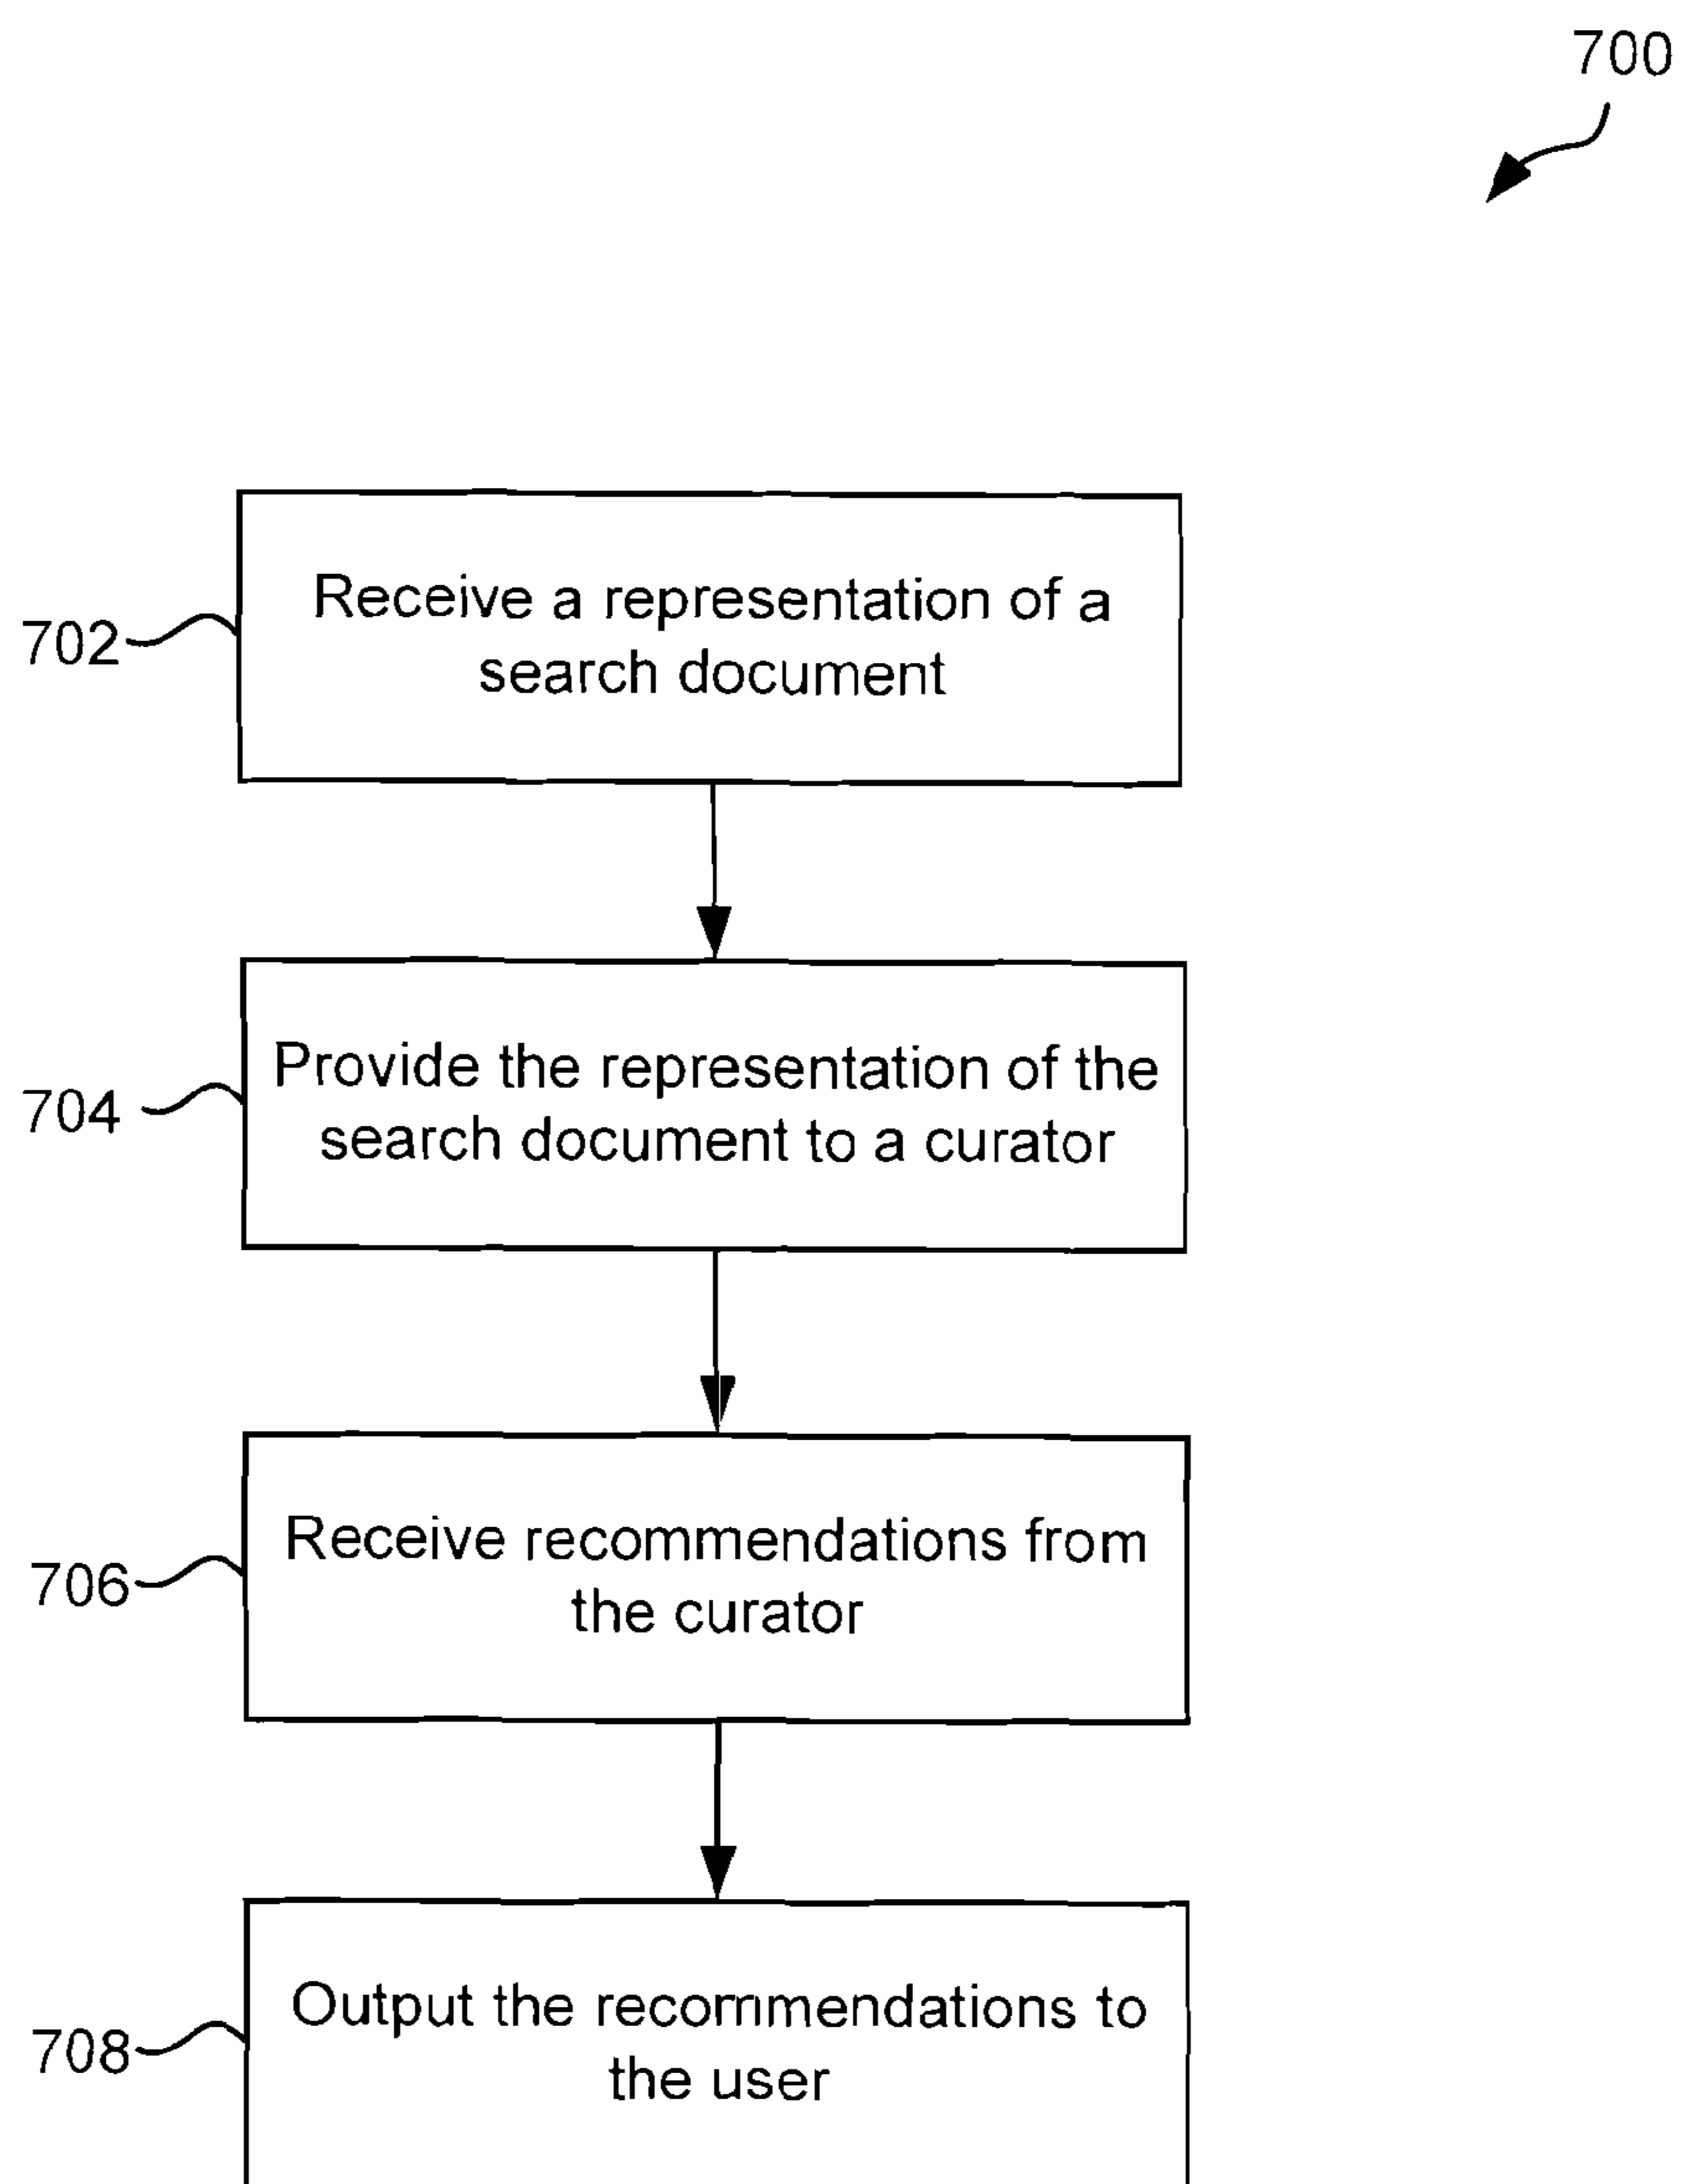 700
702
Receive a representation of a
search document
704
Provide the representation of the
search document to a curator
706
Receive recommendations from
the curator
708
Output the recommendations to
the user